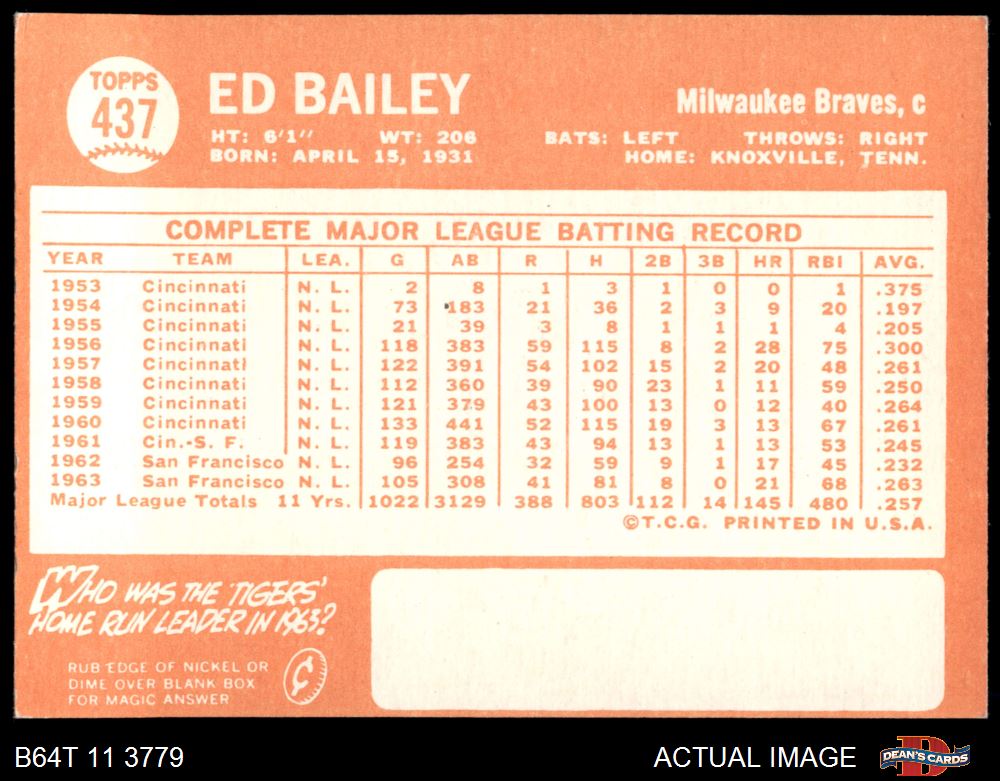 TOPPS
437
ED BAILEY
Milwaukee Braves, c
HT: 6'1" WT: 206 BATS: LEFT THROWS: RIGHT
BORN: APRIL 15, 1931 HOME: KNOXVILLE, TENN.
COMPLETE MAJOR LEAGUE BATTING RECORD
YEAR TEAM LEA. G AB R H 2B 3B HR RBI AVG.
1953 Cincinnati N. L. 2 8 1 3 1 0 0 1 .375
1954 Cincinnati N. L. 73 183 21 36 2 3 9 20 .197
1955 Cincinnati N. L. 21 39 3 8 1 1 1 4 .205
1956 Cincinnati N. L. 118 383 59 115 8 2 28 75 .300
1957 Cincinnati N. L. 122 391 54 102 15 2 20 48 .261
1958 Cincinnati N. L. 112 360 39 90 23 1 11 59 .250
1959 Cincinnati N. L. 121 379 43 100 13 0 12 40 .264
1960 Cincinnati N. L. 133 441 52 115 19 3 13 67 .261
1961 Cin.-S. F. N. L. 119 383 43 94 13 1 13 53 .245
1962 San Francisco N. L. 96 254 32 59 9 1 17 45 .232
1963 San Francisco N. L. 105 308 41 81 8 0 21 68 .263
Major League Totals 11 Yrs. 1022 3129 388 803 112 14 145 480 .257
©T.C.G. PRINTED IN U.S.A.
WHO WAS THE TIGERS'
HOME RUN LEADER IN 1963?
RUB EDGE OF NICKEL OR
DIME OVER BLANK BOX
FOR MAGIC ANSWER
¢
B64T 11 3779
ACTUAL IMAGE
DEAN'S CARDS